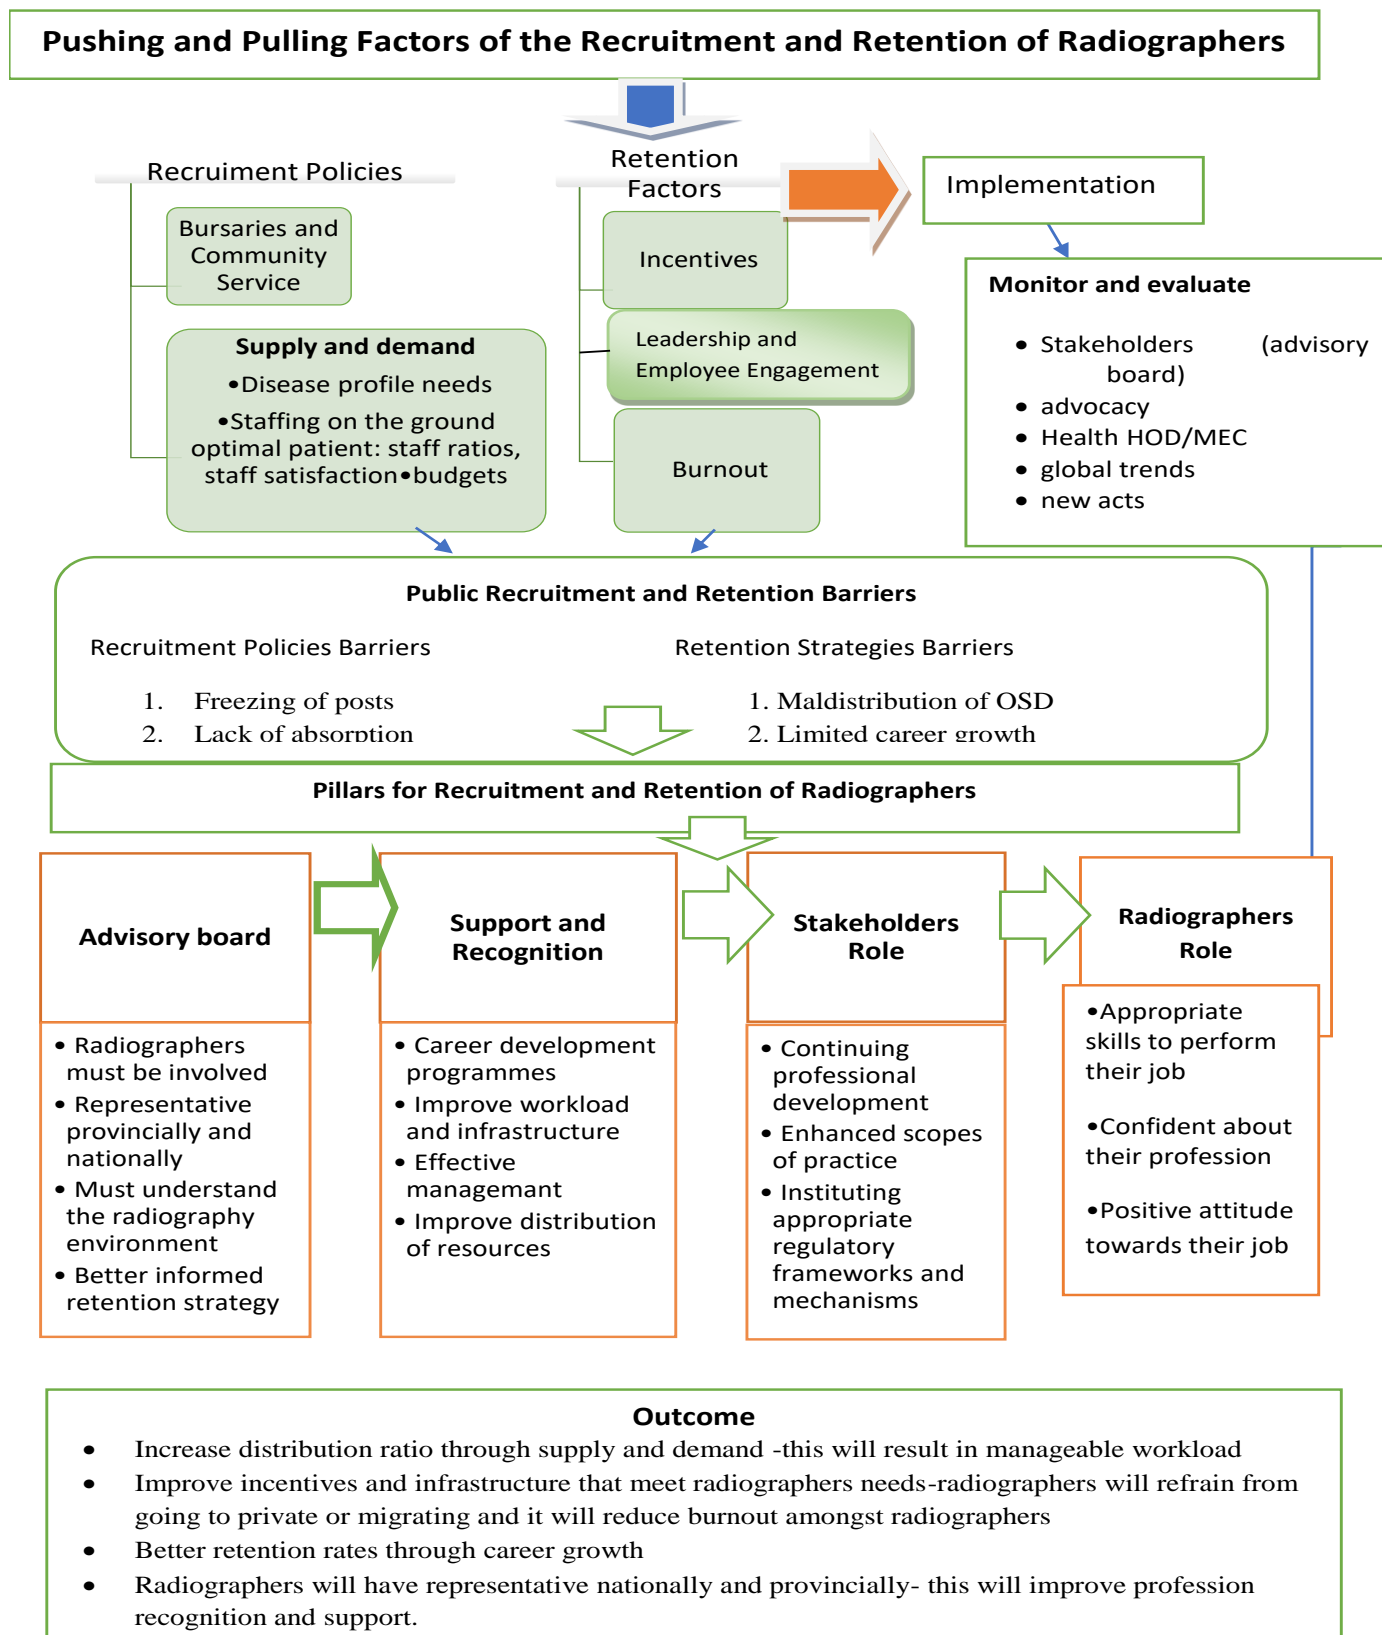 Pushing and Pulling Factors of the Recruitment and Retention of Radiographers
Recruiment Policies
Bursaries and
Community
Service
Supply and demand
•Disease profile needs
•Staffing on the ground
optimal patient: staff ratios,
staff satisfaction•budgets
Retention
Factors
Incentives
Leadership and
Employee Engagement
Burnout
Implementation
Monitor and evaluate
• Stakeholders (advisory
board)
• advocacy
• Health HOD/MEC
• global trends
• new acts
Public Recruitment and Retention Barriers
Recruitment Policies Barriers
1. Freezing of posts
2. Lack of absorption
Retention Strategies Barriers
1. Maldistribution of OSD
2. Limited career growth
Pillars for Recruitment and Retention of Radiographers
Advisory board
• Radiographers
must be involved
• Representative
provincially and
nationally
• Must understand
the radiography
environment
• Better informed
retention strategy
Support and
Recognition
• Career development
programmes
• Improve workload
and infrastructure
• Effective
managemant
• Improve distribution
of resources
Stakeholders
Role
• Continuing
professional
development
• Enhanced scopes
of practice
• Instituting
appropriate
regulatory
frameworks and
mechanisms
Radiographers
Role
•Appropriate
skills to perform
their job
•Confident about
their profession
•Positive attitude
towards their job
Outcome
• Increase distribution ratio through supply and demand -this will result in manageable workload
• Improve incentives and infrastructure that meet radiographers needs-radiographers will refrain from
going to private or migrating and it will reduce burnout amongst radiographers
• Better retention rates through career growth
• Radiographers will have representative nationally and provincially- this will improve profession
recognition and support.